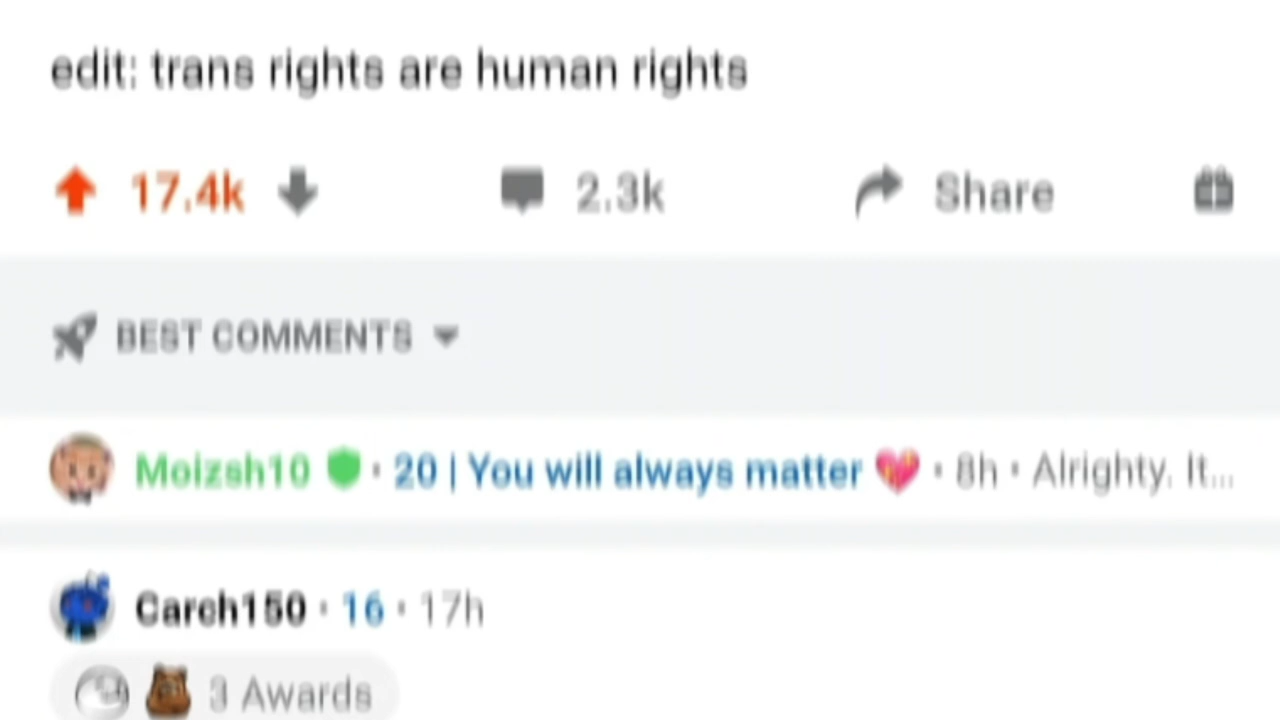 edit: trans rights are human rights
17.4k 2.3k Share
BEST COMMENTS
Moizsh10 · 20 | You will always matter 💖 · 8h · Alrighty. It...
Carch150 · 16 · 17h
3 Awards